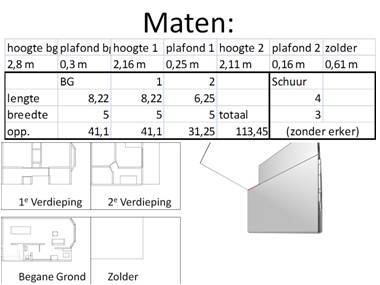 Maten:
hoogte bg plafond bg hoogte 1 plafond 1 hoogte 2 plafond 2 zolder
2,8 m 0,3 m 2,16 m 0,25 m 2,11 m 0,16 m 0,61 m
BG 1 2 Schuur
lengte 8,22 8,22 6,25 4
breedte 5 5 5 totaal 3
opp. 41,1 41,1 31,25 113,45 (zonder erker)
1e Verdieping 2e Verdieping
Begane Grond Zolder